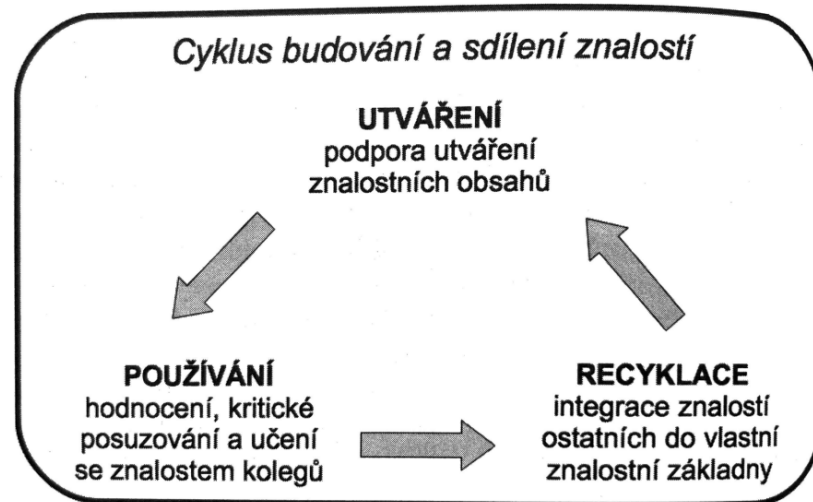 Cyklus budování a sdílení znalostí
UTVÁŘENÍ
podpora utváření
znalostních obsahů
POUŽÍVÁNÍ
hodnocení, kritické
posuzování a učení
se znalostem kolegů
RECYKLACE
integrace znalostí
ostatních do vlastní
znalostní základny